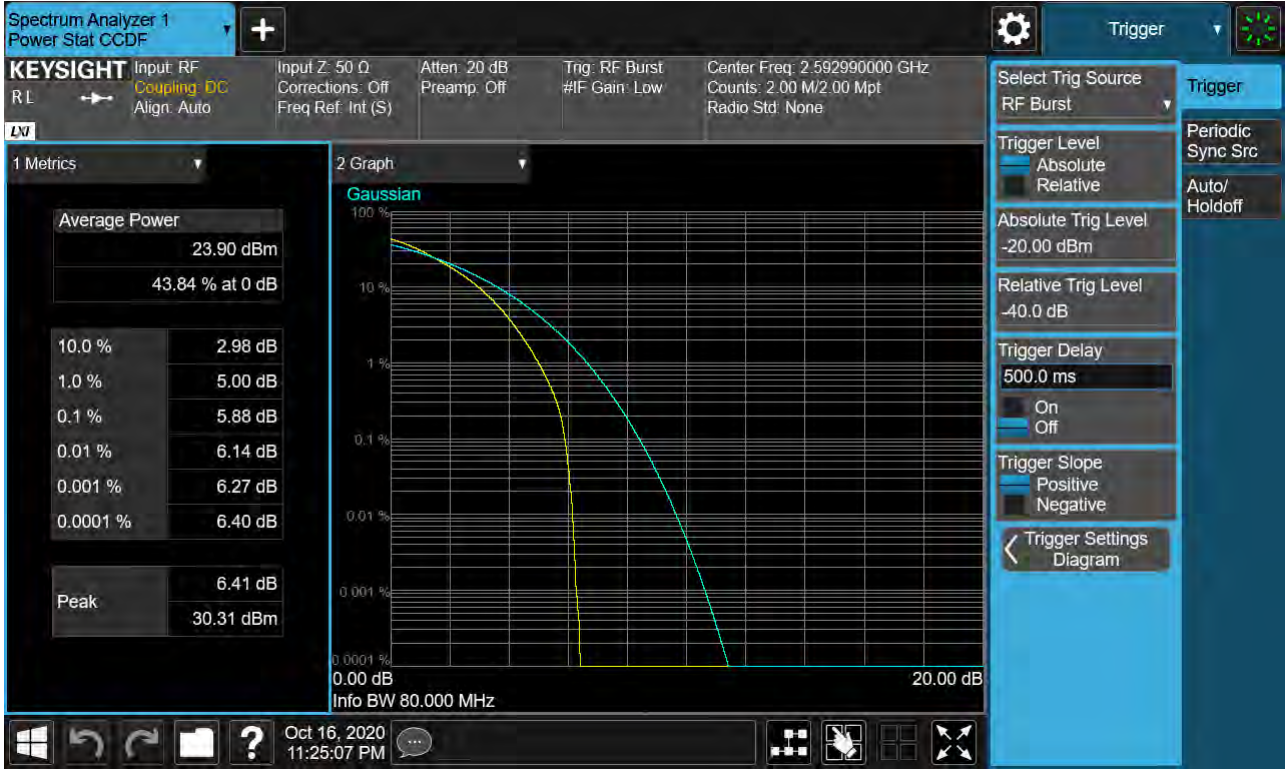 Spectrum Analyzer 1
Power Stat CCDF
+
Trigger
KEYSIGHT
RL
LXI
Input: RF
Coupling: DC
Align: Auto
Input Z: 50 Ω
Corrections: Off
Freq Ref: Int (S)
Atten: 20 dB
Preamp: Off
Trig: RF Burst
#IF Gain: Low
Center Freq: 2.592990000 GHz
Counts: 2.00 M/2.00 Mpt
Radio Std: None
1 Metrics
Average Power
23.90 dBm
43.84 % at 0 dB
10.0 % 2.98 dB
1.0 % 5.00 dB
0.1 % 5.88 dB
0.01 % 6.14 dB
0.001 % 6.27 dB
0.0001 % 6.40 dB
Peak
6.41 dB
30.31 dBm
2 Graph
Gaussian
100 %
10 %
1 %
0.1 %
0.01 %
0.001 %
0.0001 %
0.00 dB 20.00 dB
Info BW 80.000 MHz
Select Trig Source
RF Burst
Trigger Level
Absolute
Relative
Absolute Trig Level
-20.00 dBm
Relative Trig Level
-40.0 dB
Trigger Delay
500.0 ms
On
Off
Trigger Slope
Positive
Negative
Trigger Settings
Diagram
Trigger
Periodic
Sync Src
Auto/
Holdoff
?
Oct 16, 2020
11:25:07 PM